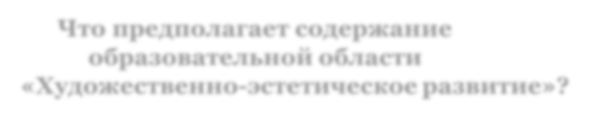 Что предполагает содержание
образовательной области
«Художественно-эстетическое развитие»?